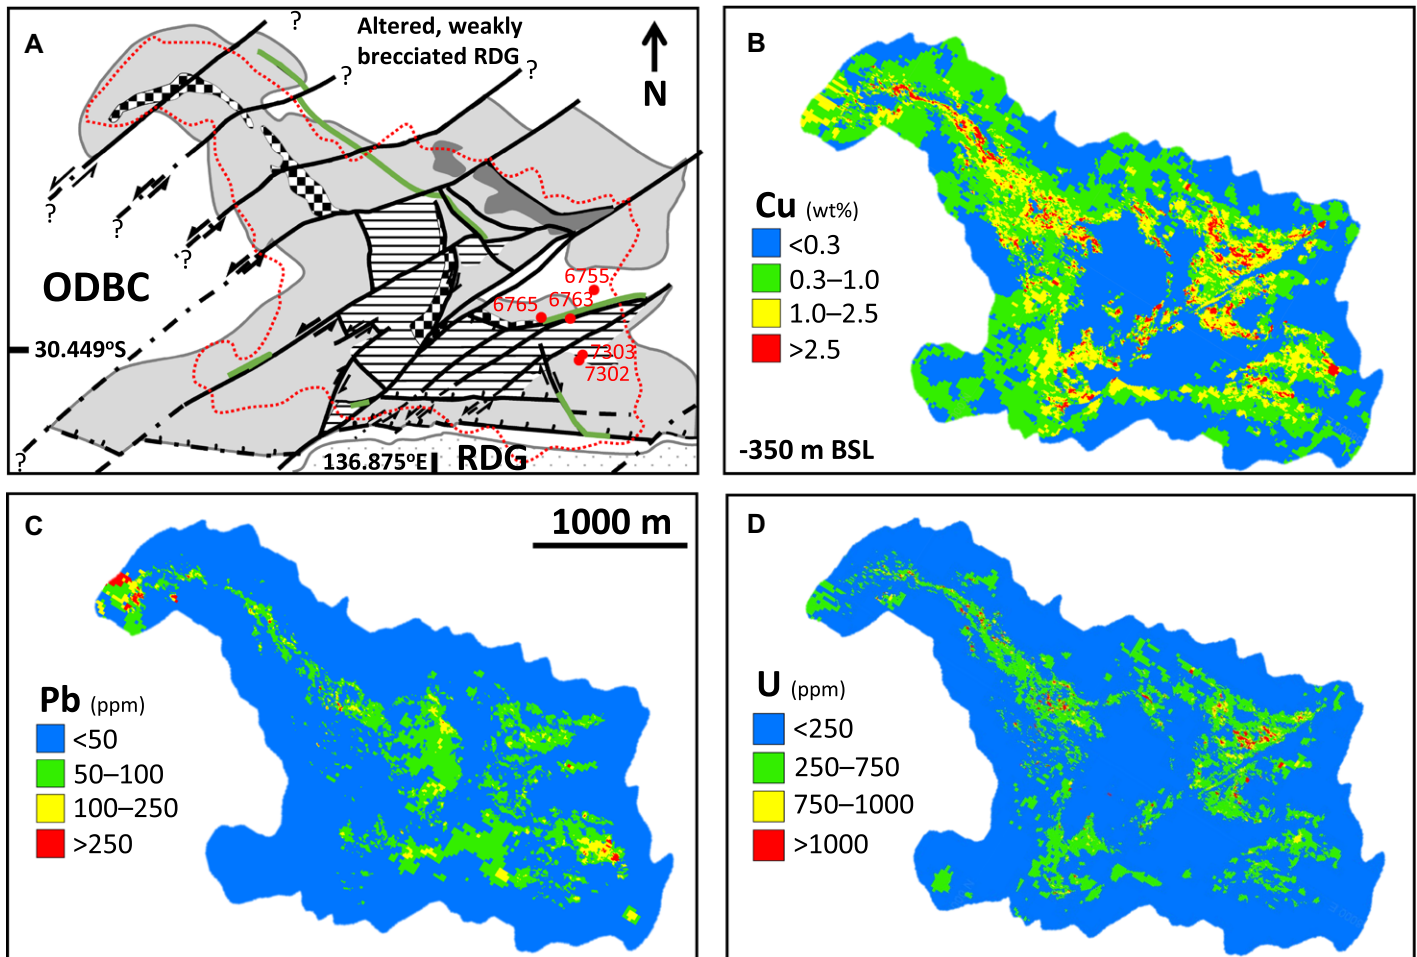 A
?
Altered, weakly
brecciated RDG
N
?
?
?
?
?
ODBC
6755
6765
6763
30.449ºS
7303
7302
?
136.875ºE
RDG
B
Cu (wt%)
<0.3
0.3–1.0
1.0–2.5
>2.5
-350 m BSL
C
1000 m
Pb (ppm)
<50
50–100
100–250
>250
D
U (ppm)
<250
250–750
750–1000
>1000